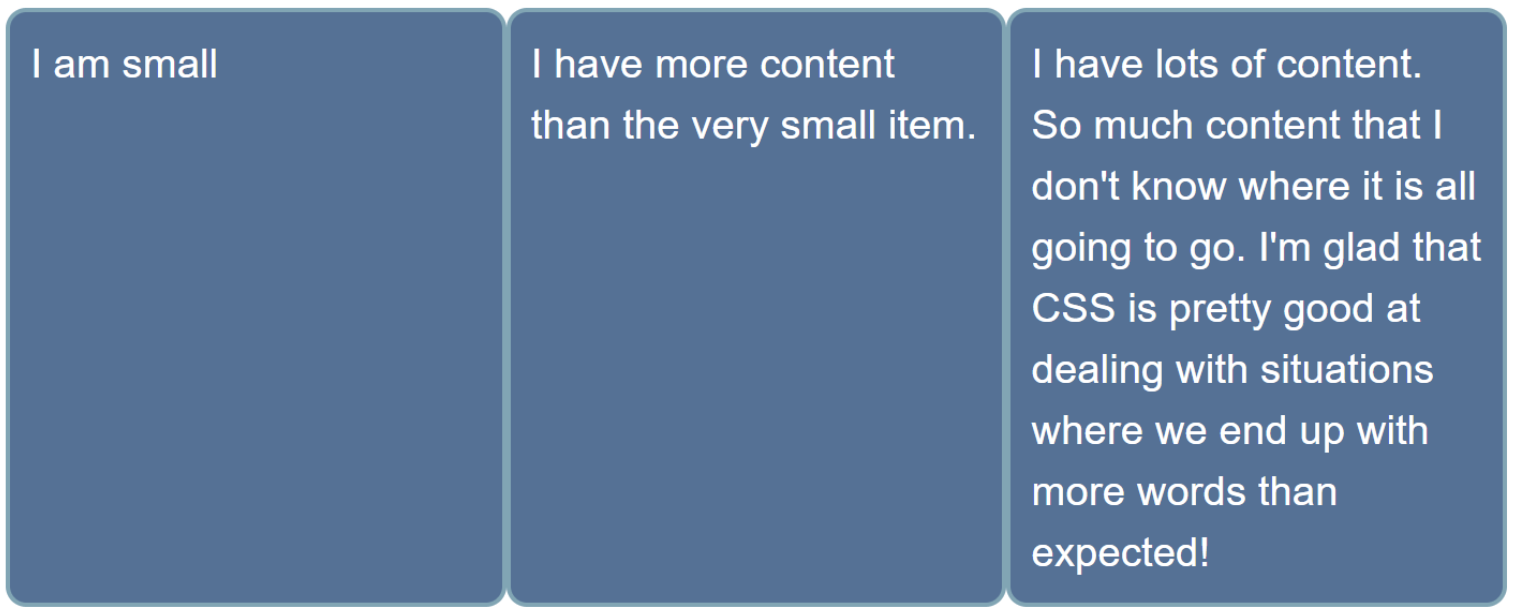 I am small
I have more content
than the very small item.
I have lots of content.
So much content that I
don't know where it is all
going to go. I'm glad that
CSS is pretty good at
dealing with situations
where we end up with
more words than
expected!